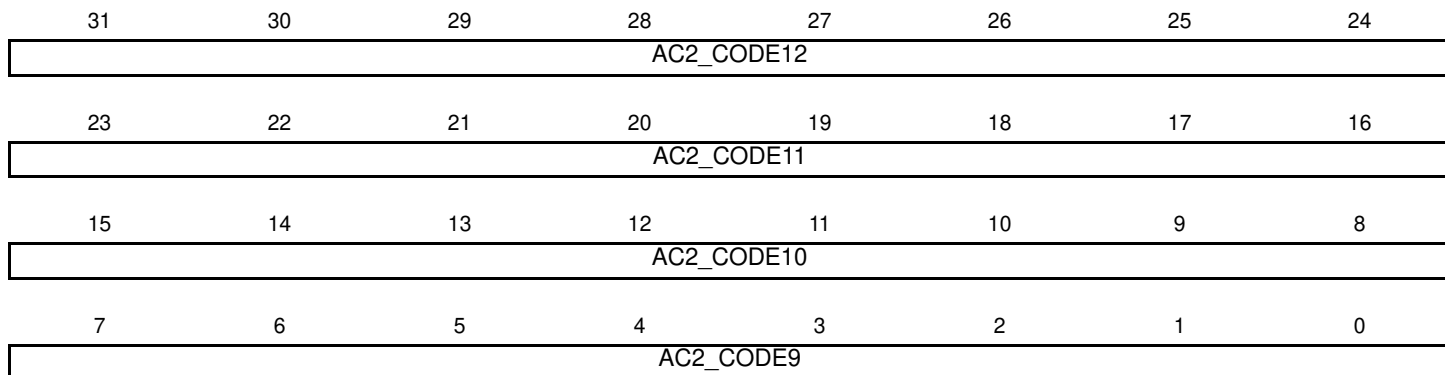 31 30 29 28 27 26 25 24
AC2_CODE12
23 22 21 20 19 18 17 16
AC2_CODE11
15 14 13 12 11 10 9 8
AC2_CODE10
7 6 5 4 3 2 1 0
AC2_CODE9